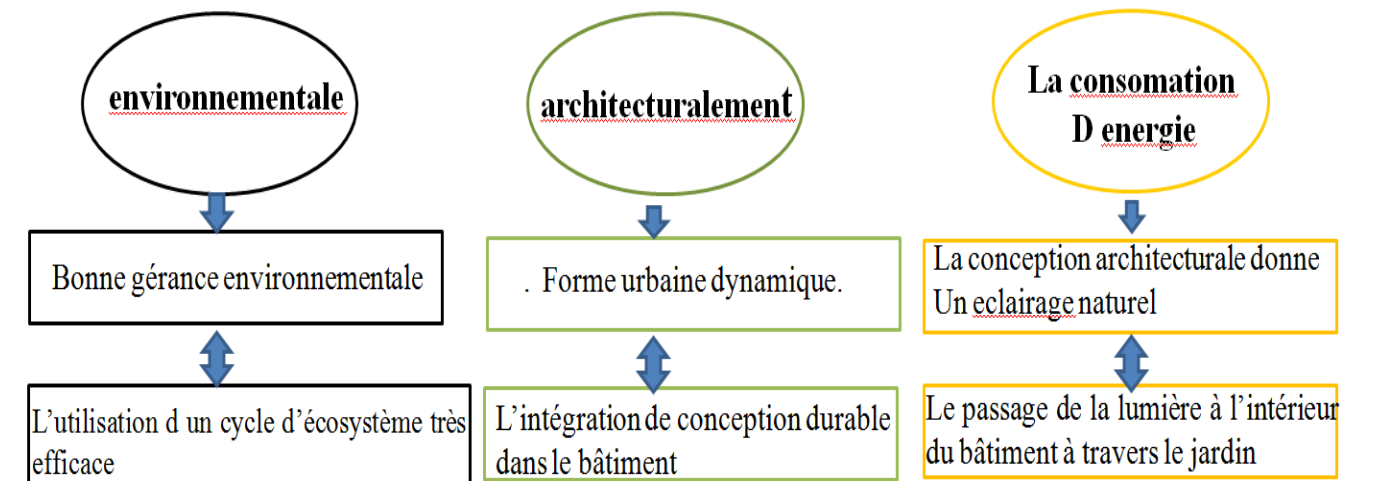 environnementale
Bonne gérance environnementale
L’utilisation d un cycle d’écosystème très
efficace
architecturalement
. Forme urbaine dynamique.
L’intégration de conception durable
dans le bâtiment
La consomation
D energie
La conception architecturale donne
Un eclairage naturel
Le passage de la lumière à l’intérieur
du bâtiment à travers le jardin